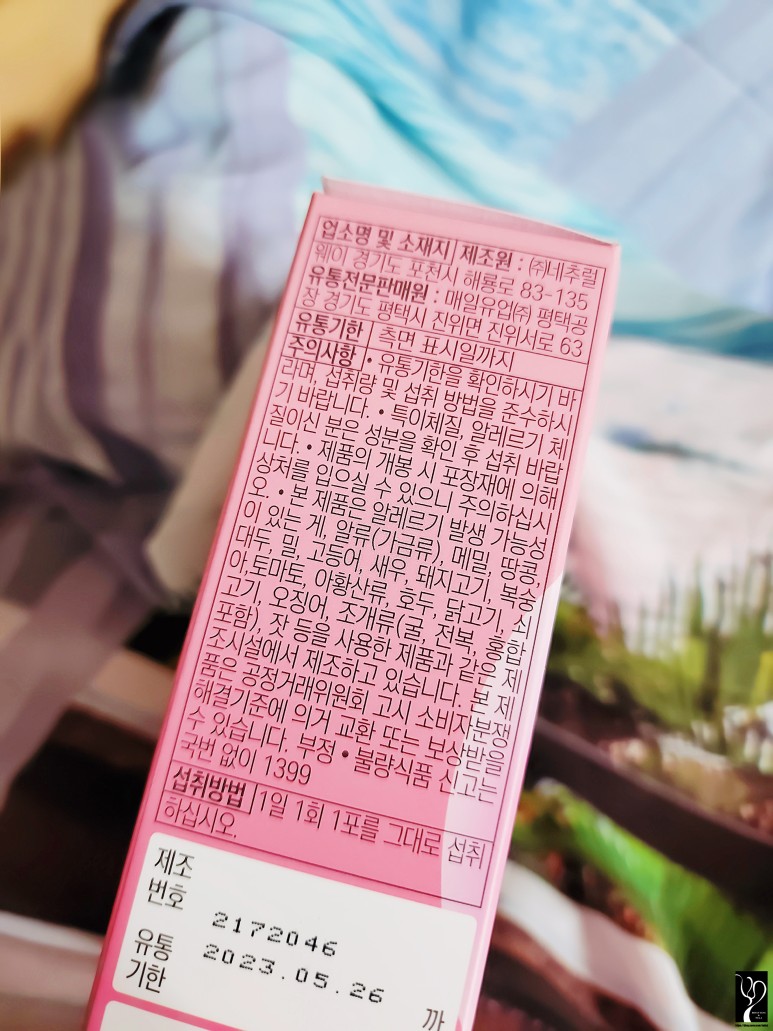 업소명 및 소재지 제조원 : ㈜네추럴
웨이 경기도 포천시 해룡로 83-135
유통전문판매원 : 매일유업㈜ 평택공
장 경기도 평택시 진위면 진위서로 63
유통기한 측면 표시일까지
주의사항 • 유통기한을 확인하시기 바
라며, 섭취량 및 섭취 방법을 준수하시
기 바랍니다. • 특이체질, 알레르기 체
질이신 분은 성분을 확인 후 섭취 바랍
니다. • 제품의 개봉 시 포장재에 의해
상처를 입으실 수 있으니 주의하십시
오. • 본 제품은 알레르기 발생 가능성
이 있는 게, 알류(가금류), 메밀, 땅콩,
대두, 밀, 고등어, 새우, 돼지고기, 복숭
아,토마토, 아황산류, 호두, 닭고기, 쇠
고기, 오징어, 조개류(굴, 전복, 홍합
포함), 잣 등을 사용한 제품과 같은 제
조시설에서 제조하고 있습니다. 본 제
품은 공정거래위원회 고시 소비자분쟁
해결기준에 의거 교환 또는 보상받을
수 있습니다. 부정 • 불량식품 신고는
국번 없이 1399
섭취방법 1일 1회 1포를 그대로 섭취
하십시오.
제조
번호 2172046
유통
기한 2023.05.26 까